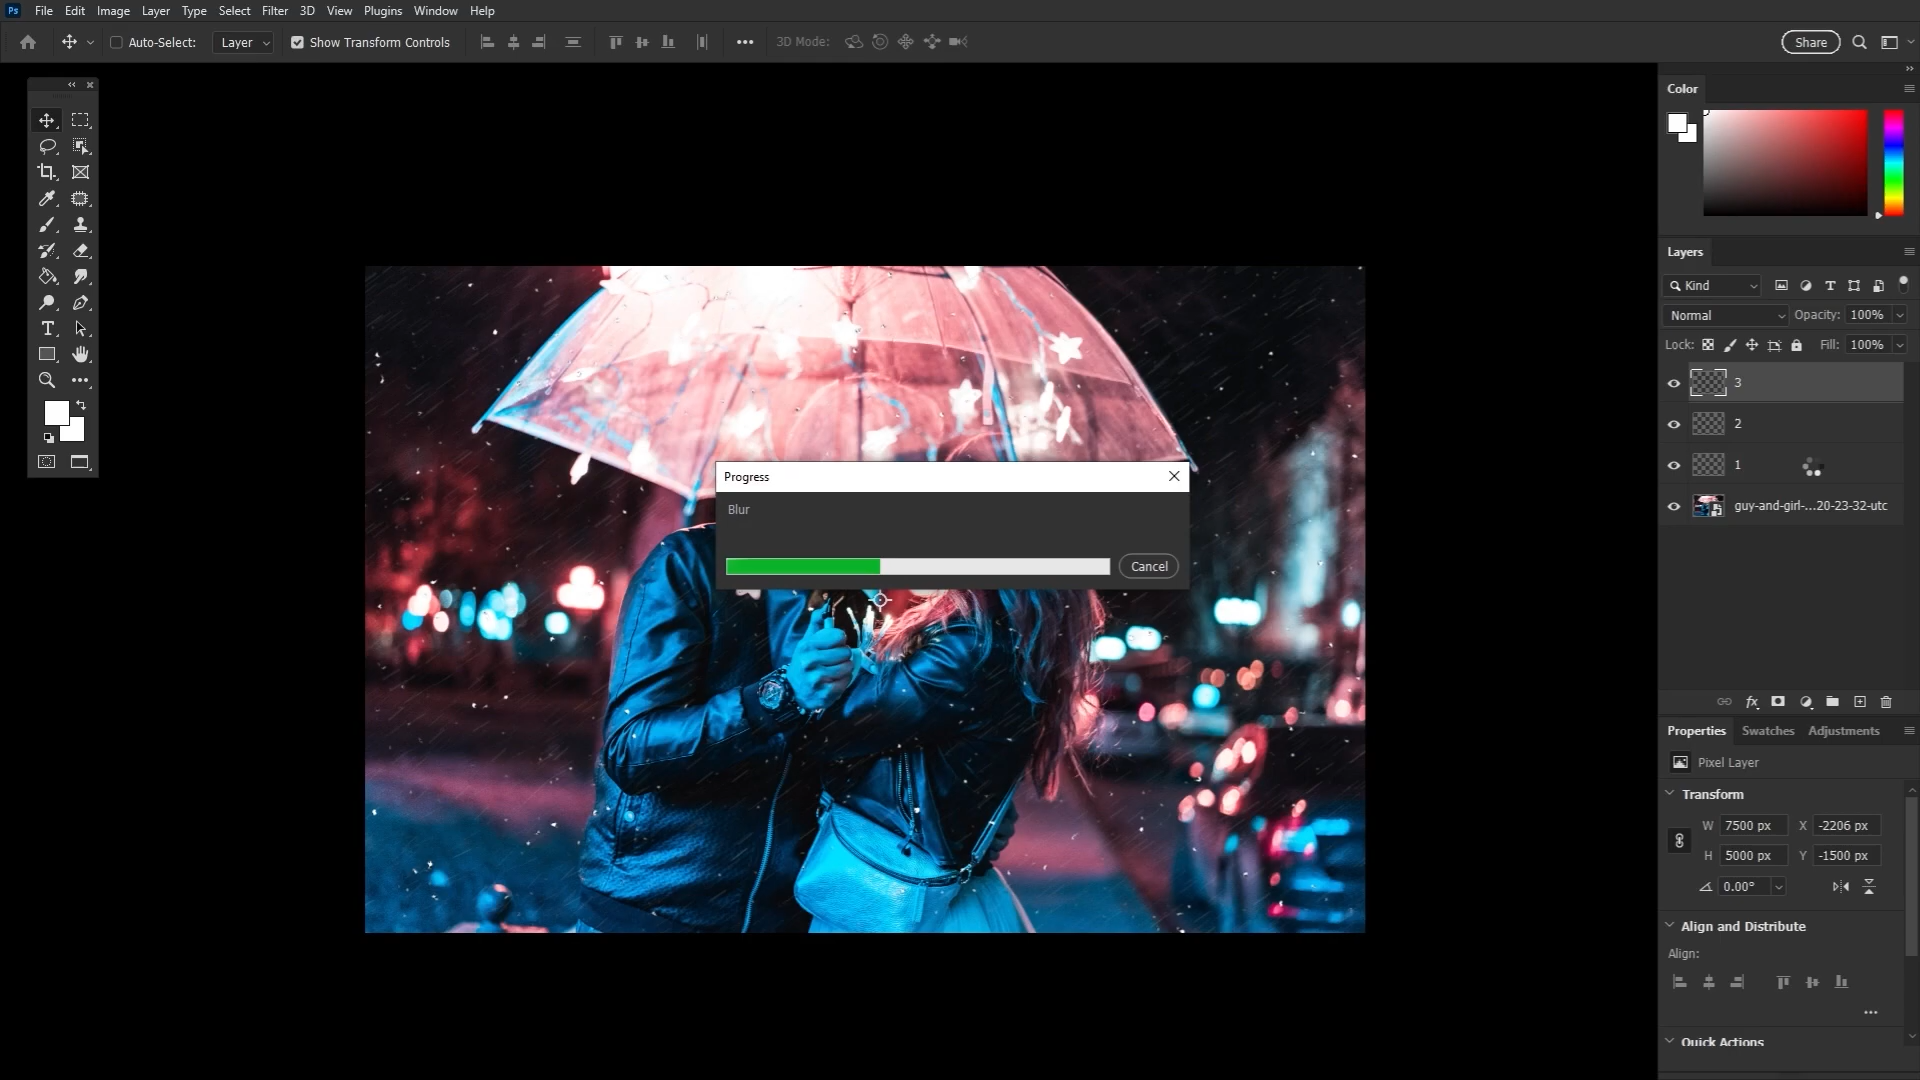 Ps File Edit Image Layer Type Select Filter 3D View Plugins Window Help
Auto-Select: Layer Show Transform Controls 3D Mode: Share
Color
Layers
Kind
Normal Opacity: 100%
Lock: Fill: 100%
3
2
1
guy-and-girl-...20-23-32-utc
Progress
Blur
Cancel
Properties Swatches Adjustments
Pixel Layer
Transform
W 7500 px X -2206 px
H 5000 px Y -1500 px
0.00°
Align and Distribute
Align:
Quick Actions